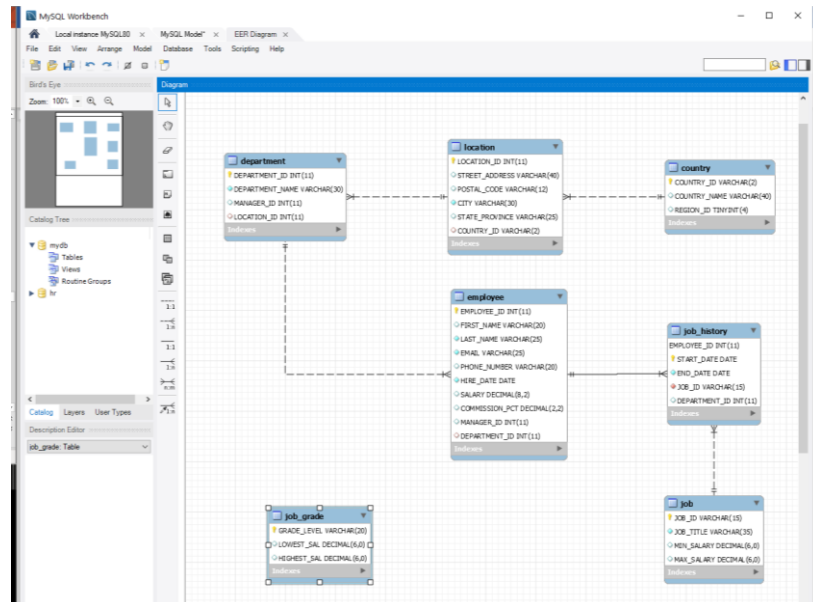 MySQL Workbench
Local instance MySQL80 ×
MySQL Model* ×
EER Diagram ×
File Edit View Arrange Model Database Tools Scripting Help
Bird's Eye
Diagram
Zoom: 100%
Catalog Tree
mydb
Tables
Views
Routine Groups
hr
Catalog Layers User Types
Description Editor
job_grade: Table
1:1
1:n
1:1
1:n
n:m
1:n
department
DEPARTMENT_ID INT(11)
DEPARTMENT_NAME VARCHAR(30)
MANAGER_ID INT(11)
LOCATION_ID INT(11)
Indexes
location
LOCATION_ID INT(11)
STREET_ADDRESS VARCHAR(40)
POSTAL_CODE VARCHAR(12)
CITY VARCHAR(30)
STATE_PROVINCE VARCHAR(25)
COUNTRY_ID VARCHAR(2)
Indexes
country
COUNTRY_ID VARCHAR(2)
COUNTRY_NAME VARCHAR(40)
REGION_ID TINYINT(4)
Indexes
employee
EMPLOYEE_ID INT(11)
FIRST_NAME VARCHAR(20)
LAST_NAME VARCHAR(25)
EMAIL VARCHAR(25)
PHONE_NUMBER VARCHAR(20)
HIRE_DATE DATE
SALARY DECIMAL(8,2)
COMMISSION_PCT DECIMAL(2,2)
MANAGER_ID INT(11)
DEPARTMENT_ID INT(11)
Indexes
job_history
EMPLOYEE_ID INT(11)
START_DATE DATE
END_DATE DATE
JOB_ID VARCHAR(15)
DEPARTMENT_ID INT(11)
Indexes
job_grade
GRADE_LEVEL VARCHAR(20)
LOWEST_SAL DECIMAL(6,0)
HIGHEST_SAL DECIMAL(6,0)
Indexes
job
JOB_ID VARCHAR(15)
JOB_TITLE VARCHAR(35)
MIN_SALARY DECIMAL(6,0)
MAX_SALARY DECIMAL(6,0)
Indexes